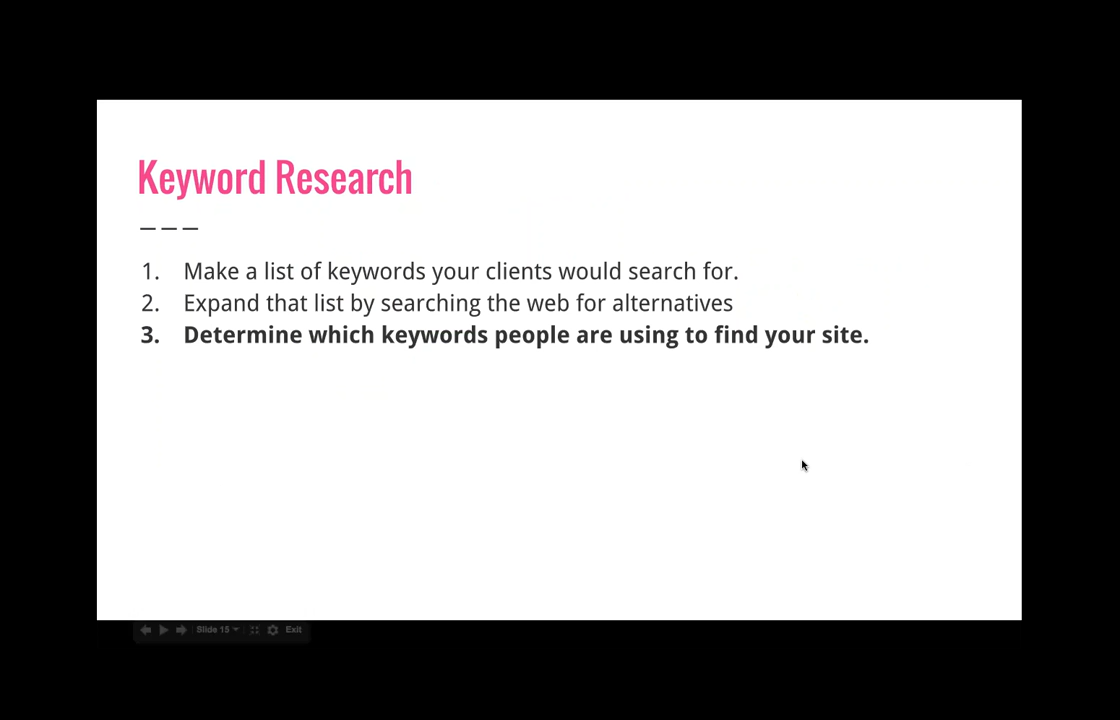 Keyword Research
1. Make a list of keywords your clients would search for.
2. Expand that list by searching the web for alternatives
3. Determine which keywords people are using to find your site.
Slide 15 Exit